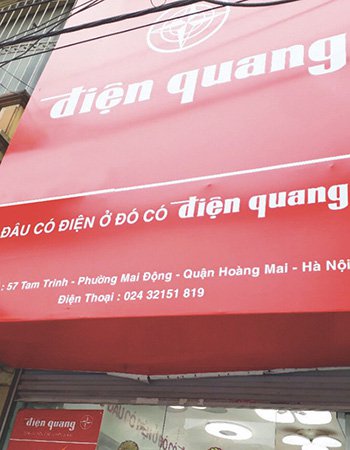 điện quang
ĐÂU CÓ ĐIỆN Ở ĐÓ CÓ điện quang
: 57 Tam Trinh - Phường Mai Động - Quận Hoàng Mai - Hà Nội
Điện Thoại : 024 32151 819
điện quang